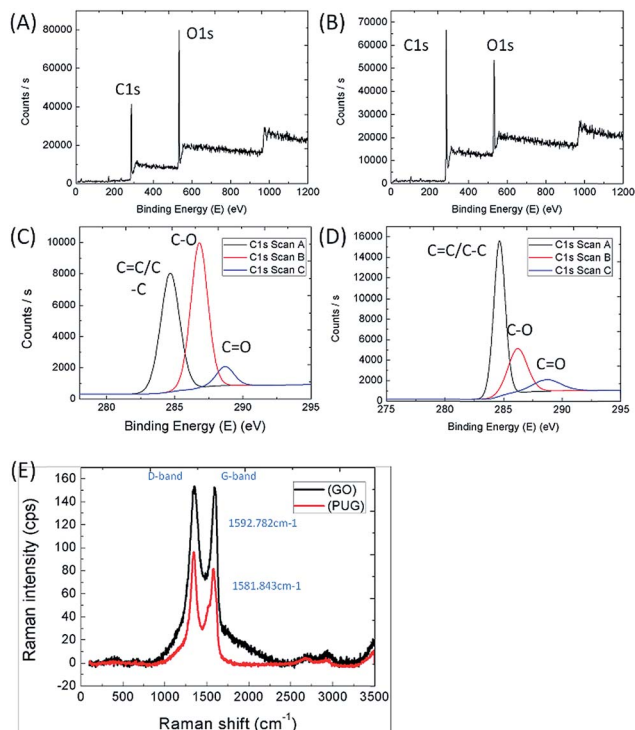 (A)
O1s
C1s
Counts / s
80000
60000
40000
20000
0
0 200 400 600 800 1000 1200
Binding Energy (E) (eV)
(B)
C1s
O1s
Counts / s
70000
60000
50000
40000
30000
20000
10000
0
0 200 400 600 800 1000 1200
Binding Energy (E) (eV)
(C)
C-O
C=C/C
-C
C=O
C1s Scan A
C1s Scan B
C1s Scan C
Counts / s
10000
8000
6000
4000
2000
0
280 285 290 295
Binding Energy (E) (eV)
(D)
C=C/C-C
C-O
C=O
C1s Scan A
C1s Scan B
C1s Scan C
Counts / s
16000
14000
12000
10000
8000
6000
4000
2000
0
275 280 285 290 295
Binding Energy (E) (eV)
(E)
D-band G-band
(GO)
(PUG)
1592.782cm-1
1581.843cm-1
Raman intensity (cps)
160
140
120
100
80
60
40
20
0
-20
0 500 1000 1500 2000 2500 3000 3500
Raman shift (cm⁻¹)